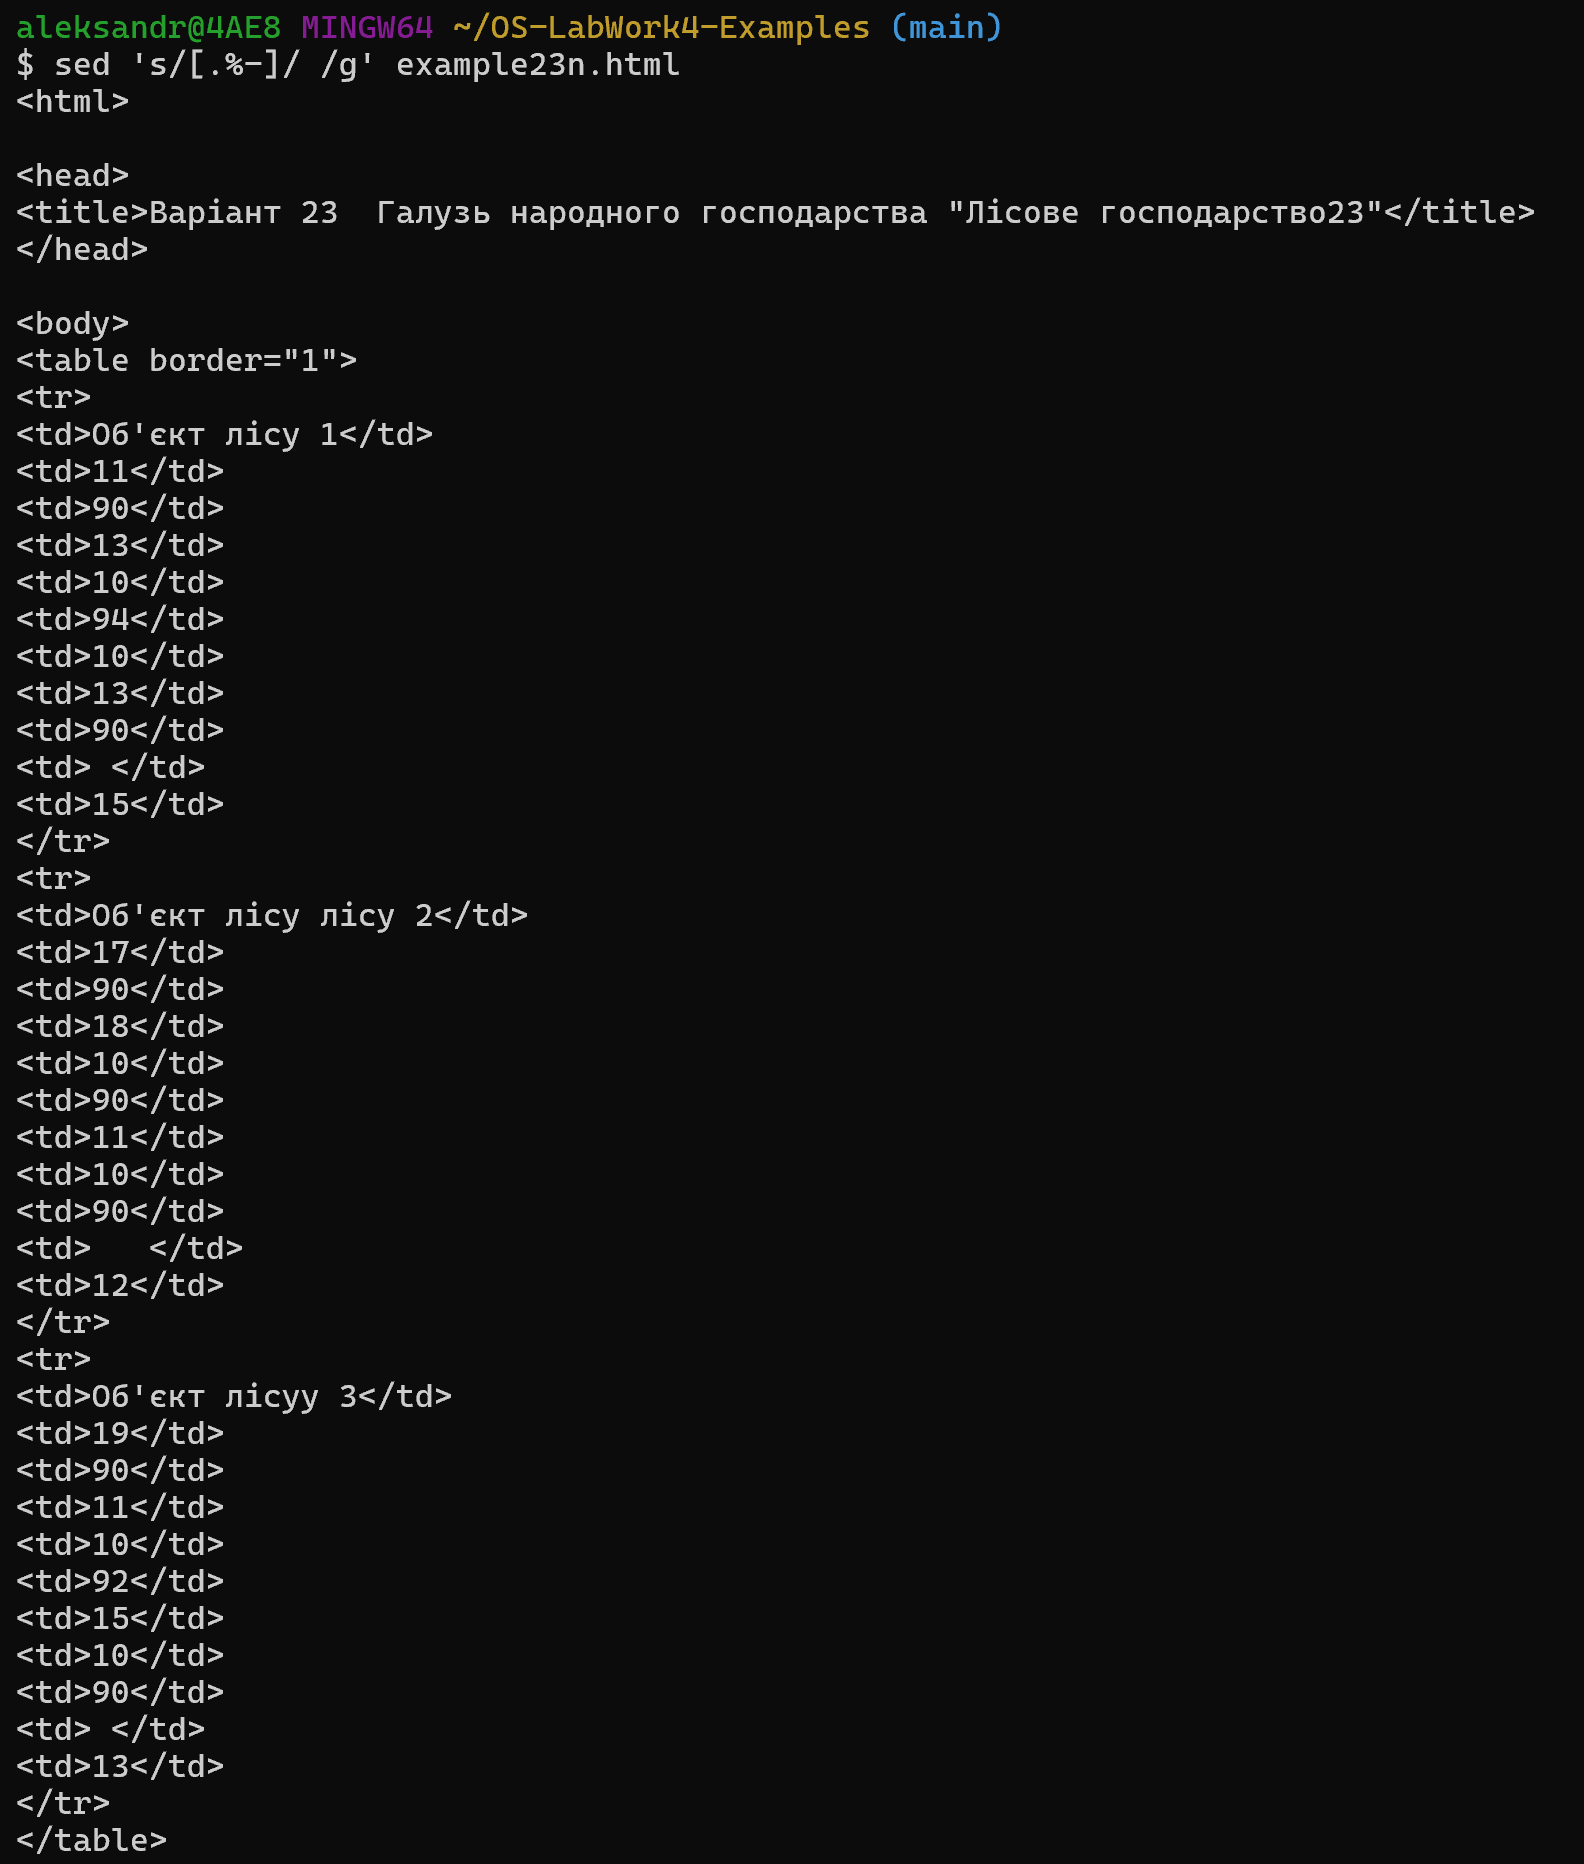 aleksandr@4AE8 MINGW64 ~/OS-LabWork4-Examples (main)
$ sed 's/[.%-]/ /g' example23n.html
<html>

<head>
<title>Варіант 23  Галузь народного господарства "Лісове господарство23"</title>
</head>

<body>
<table border="1">
<tr>
<td>Об'єкт лісу 1</td>
<td>11</td>
<td>90</td>
<td>13</td>
<td>10</td>
<td>94</td>
<td>10</td>
<td>13</td>
<td>90</td>
<td> </td>
<td>15</td>
</tr>
<tr>
<td>Об'єкт лісу лісу 2</td>
<td>17</td>
<td>90</td>
<td>18</td>
<td>10</td>
<td>90</td>
<td>11</td>
<td>10</td>
<td>90</td>
<td>   </td>
<td>12</td>
</tr>
<tr>
<td>Об'єкт лісуу 3</td>
<td>19</td>
<td>90</td>
<td>11</td>
<td>10</td>
<td>92</td>
<td>15</td>
<td>10</td>
<td>90</td>
<td> </td>
<td>13</td>
</tr>
</table>